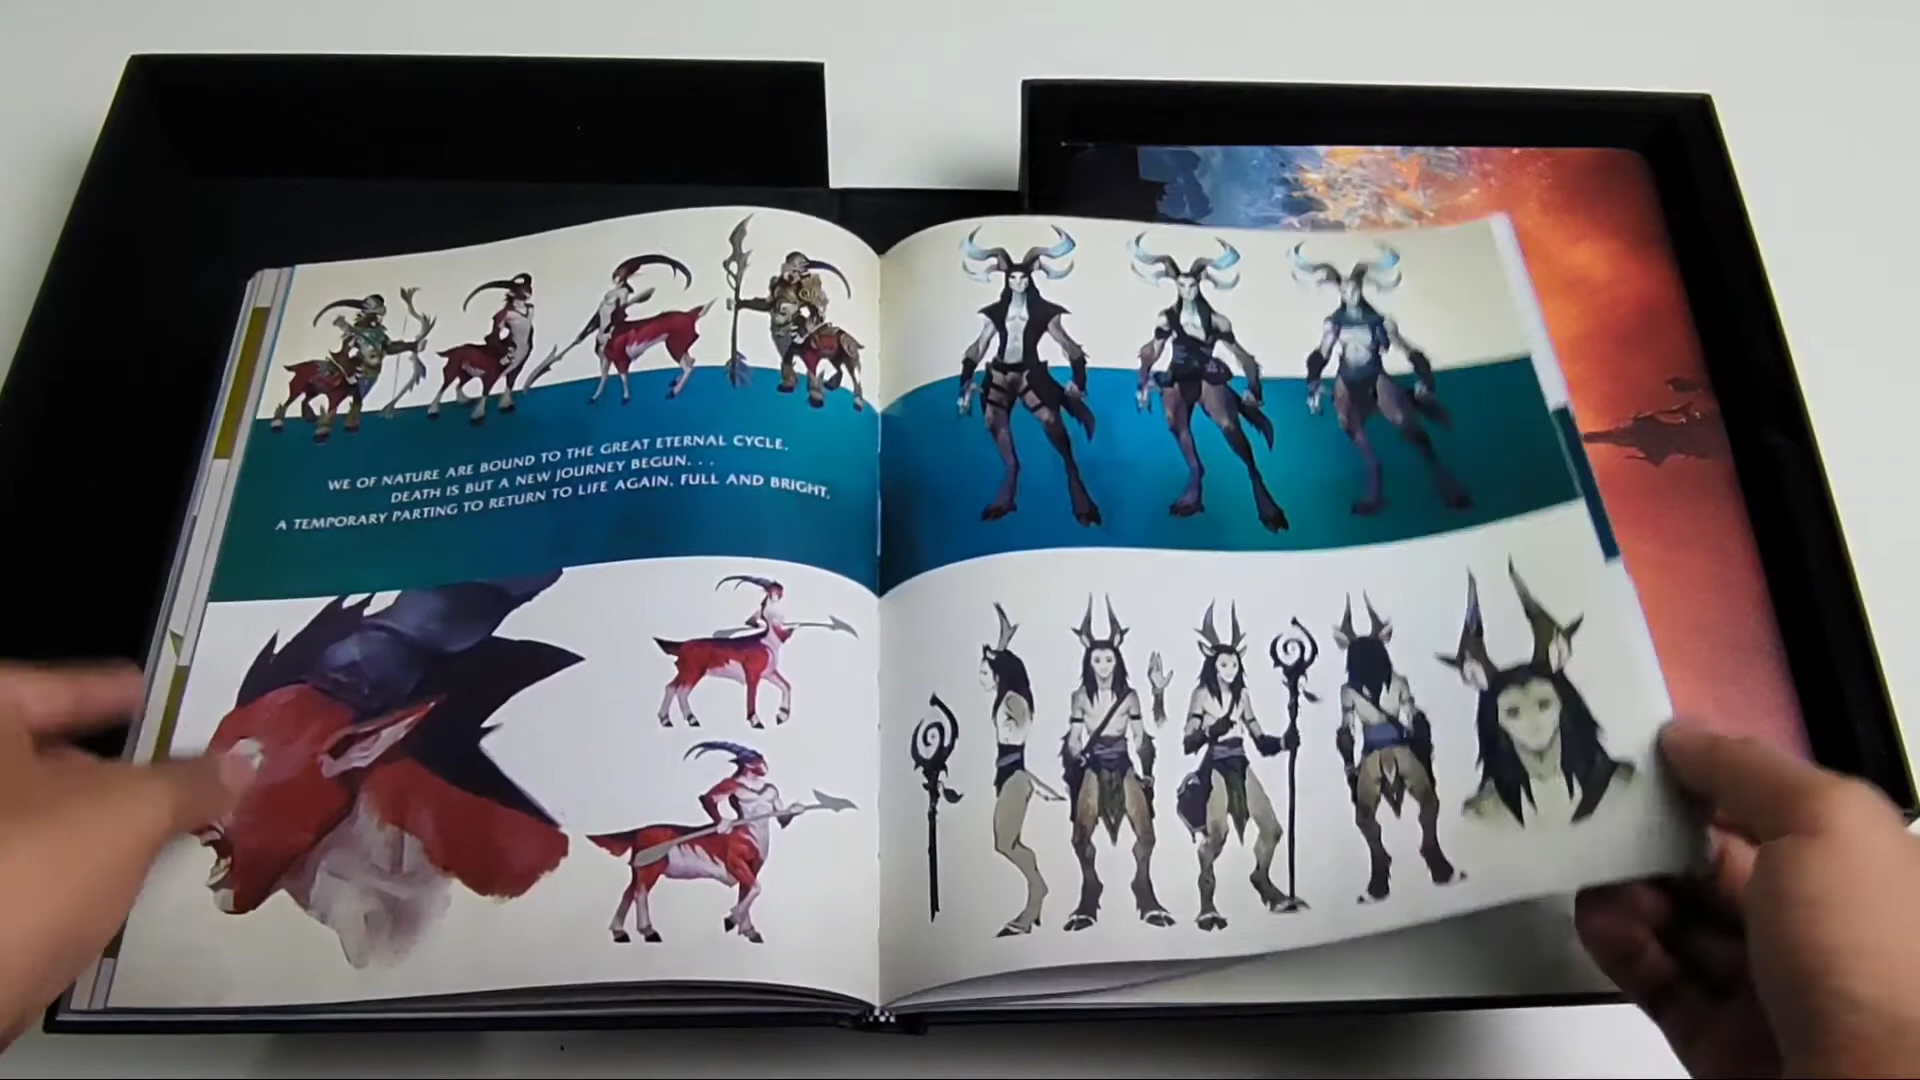 WE OF NATURE ARE BOUND TO THE GREAT ETERNAL CYCLE.
DEATH IS BUT A NEW JOURNEY BEGUN. . .
A TEMPORARY PARTING TO RETURN TO LIFE AGAIN, FULL AND BRIGHT.